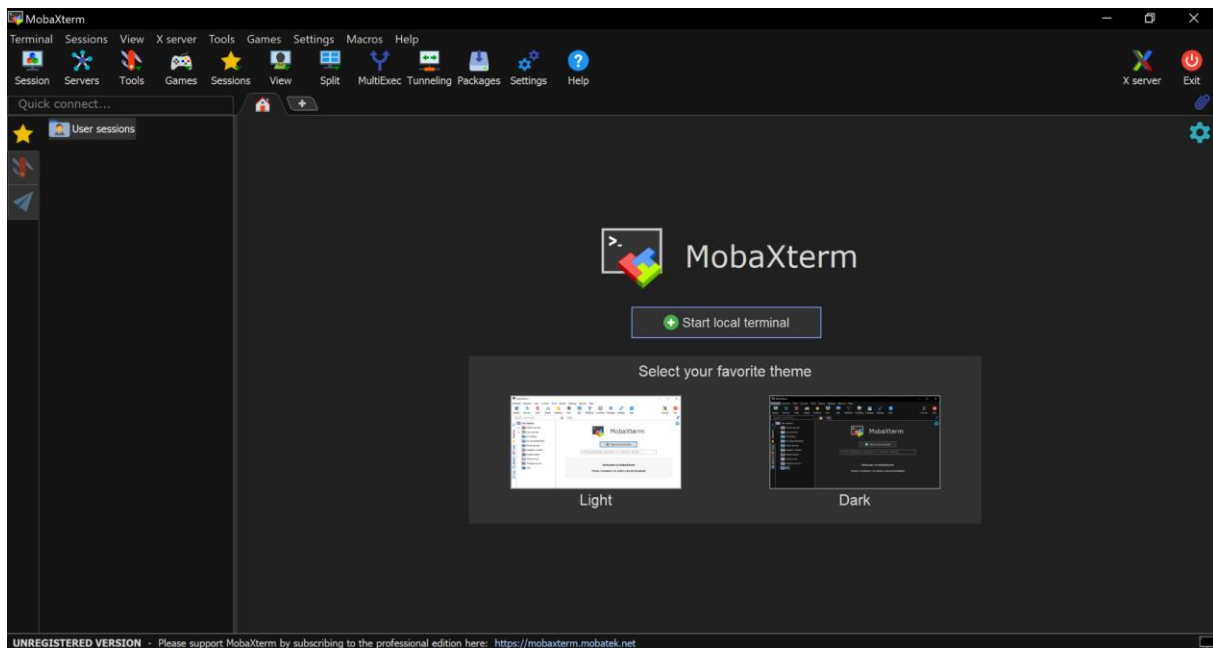 MobaXterm
Terminal Sessions View X server Tools Games Settings Macros Help
Session Servers Tools Games Sessions View Split MultiExec Tunneling Packages Settings Help X server Exit
Quick connect...
User sessions
>_
MobaXterm
Start local terminal
Select your favorite theme
MobaXterm
MobaXterm
Light Dark
UNREGISTERED VERSION - Please support MobaXterm by subscribing to the professional edition here: https://mobaxterm.mobatek.net